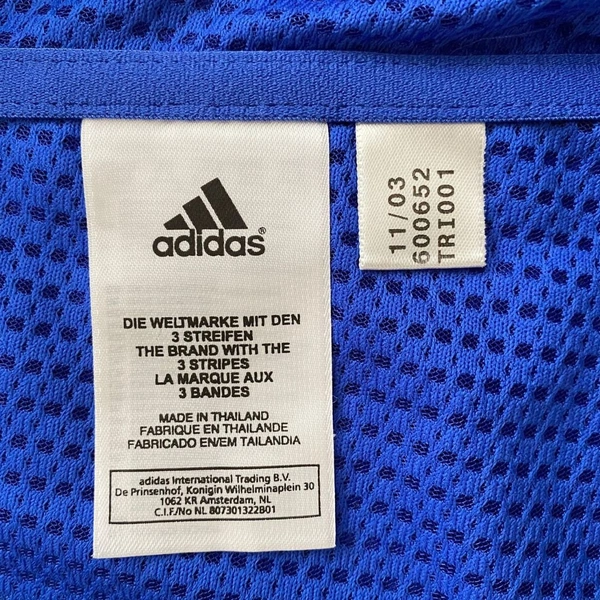 adidas®
DIE WELTMARKE MIT DEN
3 STREIFEN
THE BRAND WITH THE
3 STRIPES
LA MARQUE AUX
3 BANDES
MADE IN THAILAND
FABRIQUE EN THAILANDE
FABRICADO EN/EM TAILANDIA
adidas International Trading B.V.
De Prinsenhof, Konigin Wilhelminaplein 30
1062 KR Amsterdam, NL
C.I.F./No NL 807301322B01
11/03
600652
TRI001